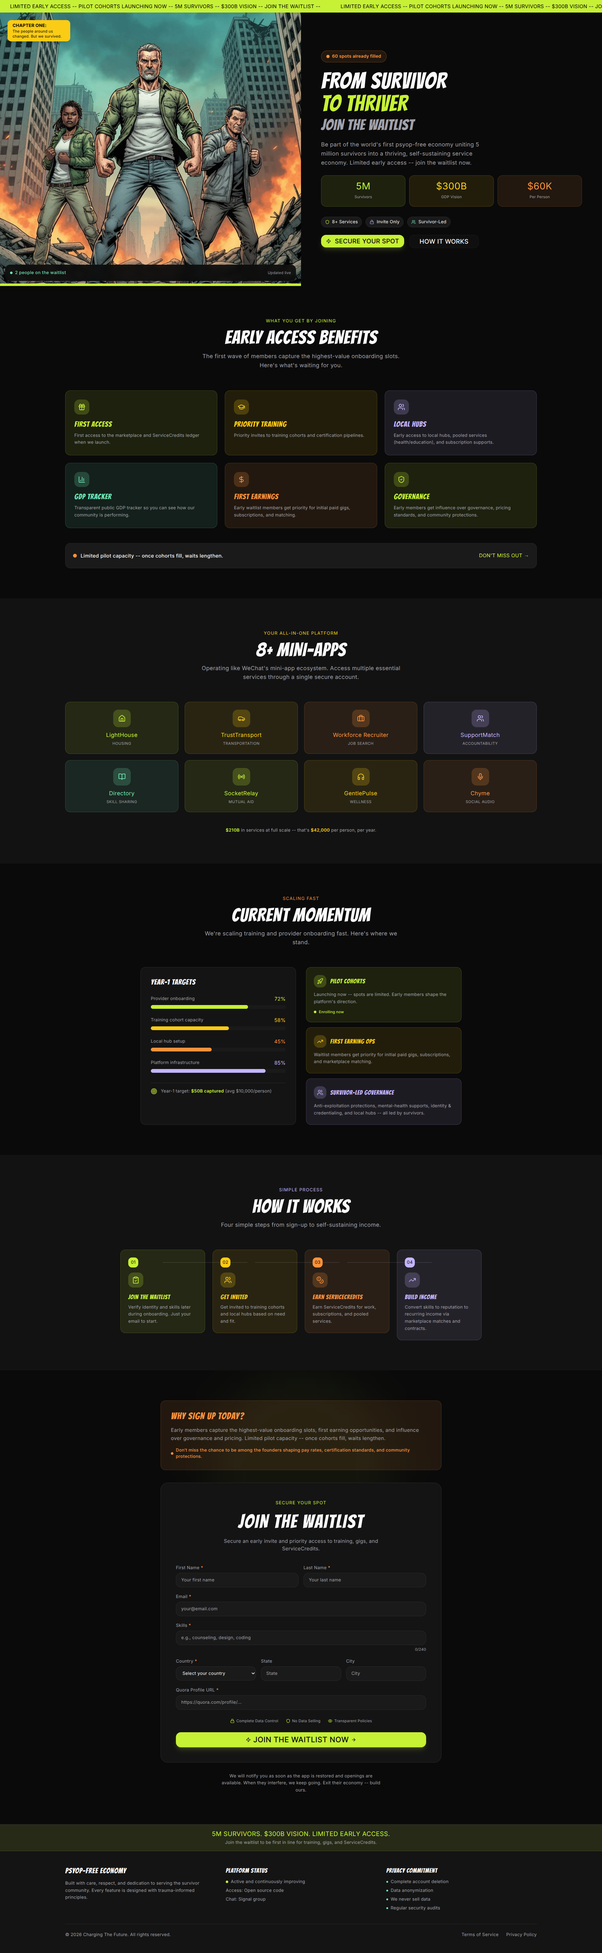 LIMITED EARLY ACCESS -- PILOT COHORTS LAUNCHING NOW -- 5M SURVIVORS -- $300B VISION -- JOIN THE WAITLIST --
LIMITED EARLY ACCESS -- PILOT COHORTS LAUNCHING NOW -- 5M SURVIVORS -- $300B VISION -- JO
CHAPTER ONE:
The people around us
changed. But we survived.
2 people on the waitlist
Updated live
60 spots already filled
FROM SURVIVOR
TO THRIVER
JOIN THE WAITLIST
Be part of the world's first psyop-free economy uniting 5
million survivors into a thriving, self-sustaining service
economy. Limited early access -- join the waitlist now.
5M
Survivors
$300B
GDP Vision
$60K
Per Person
8+ Services
Invite Only
Survivor-Led
SECURE YOUR SPOT
HOW IT WORKS
WHAT YOU GET BY JOINING
EARLY ACCESS BENEFITS
The first wave of members capture the highest-value onboarding slots.
Here's what's waiting for you.
FIRST ACCESS
First access to the marketplace and ServiceCredits ledger
when we launch.
PRIORITY TRAINING
Priority invites to training cohorts and certification pipelines.
LOCAL HUBS
Early access to local hubs, pooled services
(health/education), and subscription supports.
GDP TRACKER
Transparent public GDP tracker so you can see how our
community is performing.
FIRST EARNINGS
Early waitlist members get priority for initial paid gigs,
subscriptions, and matching.
GOVERNANCE
Early members get influence over governance, pricing
standards, and community protections.
Limited pilot capacity -- once cohorts fill, waits lengthen.
DON'T MISS OUT →
YOUR ALL-IN-ONE PLATFORM
8+ MINI-APPS
Operating like WeChat's mini-app ecosystem. Access multiple essential
services through a single secure account.
LightHouse
HOUSING
TrustTransport
TRANSPORTATION
Workforce Recruiter
JOB SEARCH
SupportMatch
ACCOUNTABILITY
Directory
SKILL SHARING
SocketRelay
MUTUAL AID
GentlePulse
WELLNESS
Chyme
SOCIAL AUDIO
$210B in services at full scale -- that's $42,000 per person, per year.
SCALING FAST
CURRENT MOMENTUM
We're scaling training and provider onboarding fast. Here's where we
stand.
YEAR-1 TARGETS
Provider onboarding 72%
Training cohort capacity 58%
Local hub setup 45%
Platform infrastructure 85%
Year-1 target: $50B captured (avg $10,000/person)
PILOT COHORTS
Launching now -- spots are limited. Early members shape the
platform's direction.
Enrolling now
FIRST EARNING OPS
Waitlist members get priority for initial paid gigs, subscriptions,
and marketplace matching.
SURVIVOR-LED GOVERNANCE
Anti-exploitation protections, mental-health supports, identity &
credentialing, and local hubs -- all led by survivors.
SIMPLE PROCESS
HOW IT WORKS
Four simple steps from sign-up to self-sustaining income.
01
JOIN THE WAITLIST
Verify identity and skills later
during onboarding. Just your
email to start.
02
GET INVITED
Get invited to training cohorts
and local hubs based on need
and fit.
03
EARN SERVICECREDITS
Earn ServiceCredits for work,
subscriptions, and pooled
services.
04
BUILD INCOME
Convert skills to reputation to
recurring income via
marketplace matches and
contracts.
WHY SIGN UP TODAY?
Early members capture the highest-value onboarding slots, first earning opportunities, and influence
over governance and pricing. Limited pilot capacity -- once cohorts fill, waits lengthen.
Don't miss the chance to be among the founders shaping pay rates, certification standards, and community
protections.
SECURE YOUR SPOT
JOIN THE WAITLIST
Secure an early invite and priority access to training, gigs, and
ServiceCredits.
First Name *
Your first name
Last Name *
Your last name
Email *
your@email.com
Skills *
e.g., counseling, design, coding
0/140
Country *
Select your country
State
State
City
City
Quora Profile URL *
https://quora.com/profile/...
Complete Data Control
No Data Selling
Transparent Policies
JOIN THE WAITLIST NOW →
We will notify you as soon as the app is restored and openings are
available. When they interfere, we keep going. Exit their economy -- build
ours.
5M SURVIVORS. $300B VISION. LIMITED EARLY ACCESS.
Join the waitlist to be first in line for training, gigs, and ServiceCredits.
PSYOP-FREE ECONOMY
Built with care, respect, and dedication to serving the survivor
community. Every feature is designed with trauma-informed
principles.
PLATFORM STATUS
Active and continuously improving
Access: Open source code
Chat: Signal group
PRIVACY COMMITMENT
Complete account deletion
Data anonymization
We never sell data
Regular security audits
© 2026 Charging The Future. All rights reserved.
Terms of Service
Privacy Policy